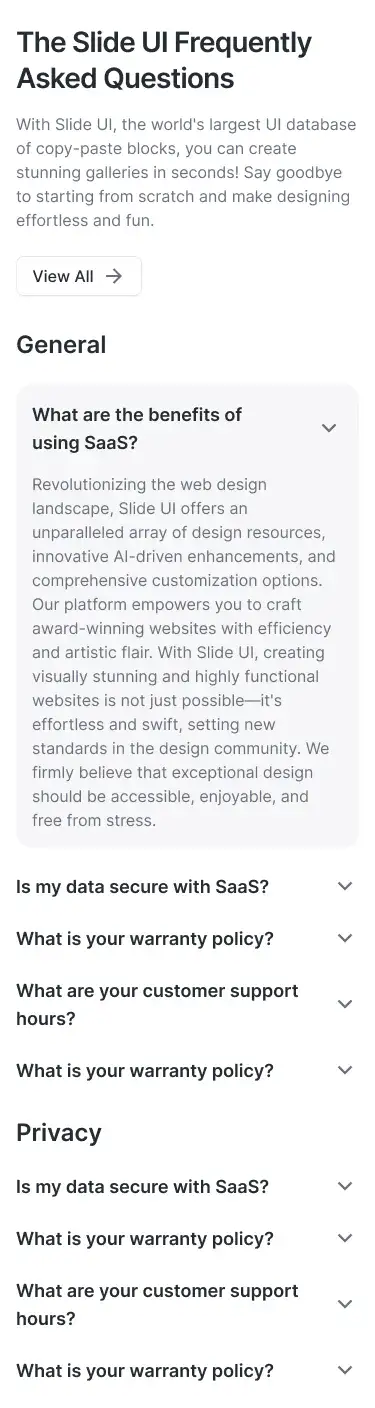 The Slide UI Frequently
Asked Questions
With Slide UI, the world's largest UI database
of copy-paste blocks, you can create
stunning galleries in seconds! Say goodbye
to starting from scratch and make designing
effortless and fun.
View All
General
What are the benefits of
using SaaS?
Revolutionizing the web design
landscape, Slide UI offers an
unparalleled array of design resources,
innovative AI-driven enhancements, and
comprehensive customization options.
Our platform empowers you to craft
award-winning websites with efficiency
and artistic flair. With Slide UI, creating
visually stunning and highly functional
websites is not just possible—it's
effortless and swift, setting new
standards in the design community. We
firmly believe that exceptional design
should be accessible, enjoyable, and
free from stress.
Is my data secure with SaaS?
What is your warranty policy?
What are your customer support
hours?
What is your warranty policy?
Privacy
Is my data secure with SaaS?
What is your warranty policy?
What are your customer support
hours?
What is your warranty policy?